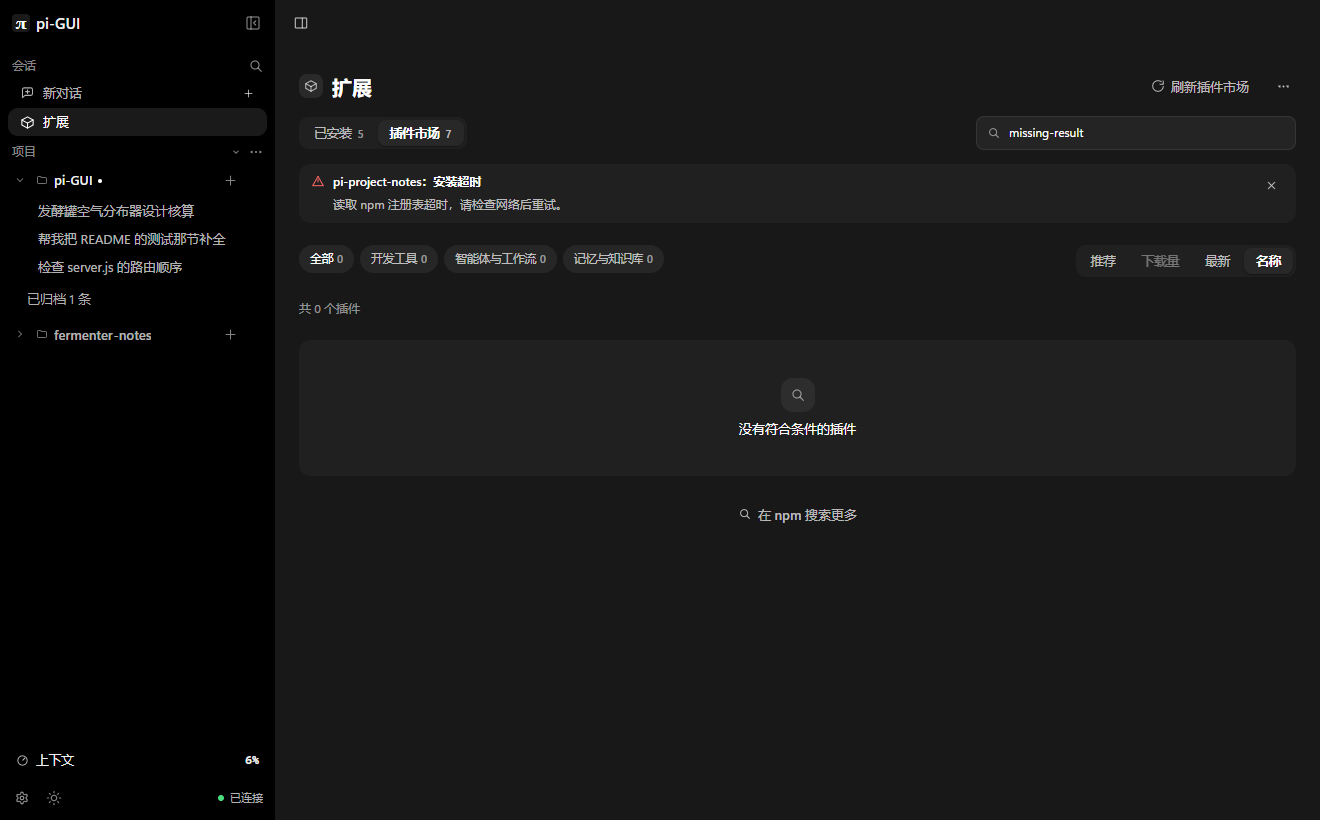 π pi-GUI
会话
新对话
扩展
项目
pi-GUI
发酵罐空气分布器设计核算
帮我把 README 的测试那节补全
检查 server.js 的路由顺序
已归档 1 条
fermenter-notes
上下文 6%
已连接
扩展
刷新插件市场
已安装 5 插件市场 7
missing-result
pi-project-notes：安装超时
读取 npm 注册表超时，请检查网络后重试。
全部 0 开发工具 0 智能体与工作流 0 记忆与知识库 0
推荐 下载量 最新 名称
共 0 个插件
没有符合条件的插件
在 npm 搜索更多